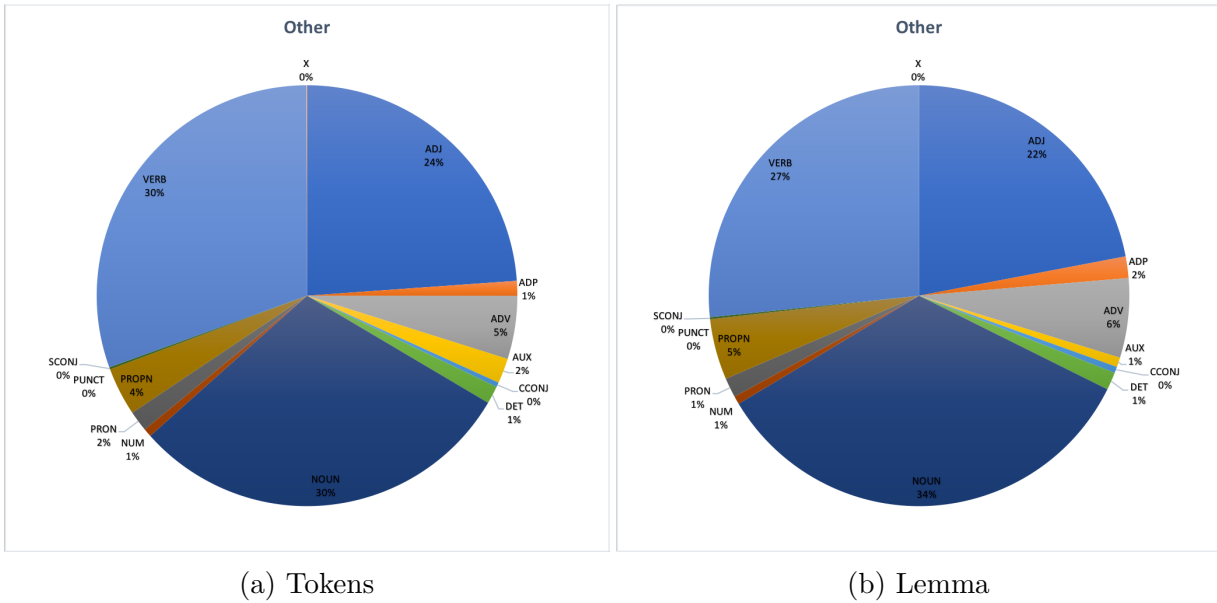 Other
X
0%
ADJ
24%
VERB
30%
ADP
1%
ADV
5%
AUX
2%
CCONJ
0%
DET
1%
NOUN
30%
NUM
1%
PRON
2%
PROPN
4%
PUNCT
0%
SCONJ
0%
(a) Tokens
Other
X
0%
ADJ
22%
VERB
27%
ADP
2%
ADV
6%
AUX
1%
CCONJ
0%
DET
1%
NOUN
34%
NUM
1%
PRON
1%
PROPN
5%
PUNCT
0%
SCONJ
0%
(b) Lemma